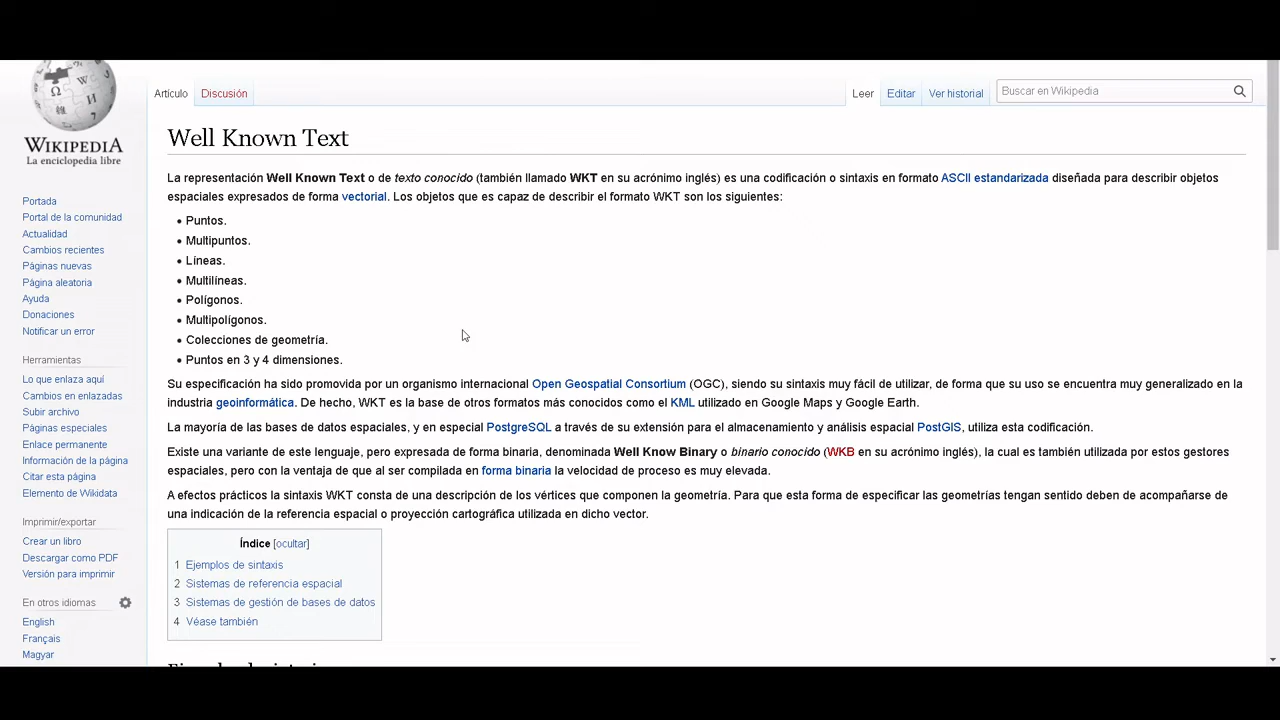 WIKIPEDIA
La enciclopedia libre
Portada
Portal de la comunidad
Actualidad
Cambios recientes
Páginas nuevas
Página aleatoria
Ayuda
Donaciones
Notificar un error
Herramientas
Lo que enlaza aquí
Cambios en enlazadas
Subir archivo
Páginas especiales
Enlace permanente
Información de la página
Citar esta página
Elemento de Wikidata
Imprimir/exportar
Crear un libro
Descargar como PDF
Versión para imprimir
En otros idiomas
English
Français
Magyar
Artículo Discusión Leer Editar Ver historial Buscar en Wikipedia
Well Known Text
La representación Well Known Text o de texto conocido (también llamado WKT en su acrónimo inglés) es una codificación o sintaxis en formato ASCII estandarizada diseñada para describir objetos
espaciales expresados de forma vectorial. Los objetos que es capaz de describir el formato WKT son los siguientes:
• Puntos.
• Multipuntos.
• Líneas.
• Multilíneas.
• Polígonos.
• Multipolígonos.
• Colecciones de geometría.
• Puntos en 3 y 4 dimensiones.
Su especificación ha sido promovida por un organismo internacional Open Geospatial Consortium (OGC), siendo su sintaxis muy fácil de utilizar, de forma que su uso se encuentra muy generalizado en la
industria geoinformática. De hecho, WKT es la base de otros formatos más conocidos como el KML utilizado en Google Maps y Google Earth.
La mayoría de las bases de datos espaciales, y en especial PostgreSQL a través de su extensión para el almacenamiento y análisis espacial PostGIS, utiliza esta codificación.
Existe una variante de este lenguaje, pero expresada de forma binaria, denominada Well Know Binary o binario conocido (WKB en su acrónimo inglés), la cual es también utilizada por estos gestores
espaciales, pero con la ventaja de que al ser compilada en forma binaria la velocidad de proceso es muy elevada.
A efectos prácticos la sintaxis WKT consta de una descripción de los vértices que componen la geometría. Para que esta forma de especificar las geometrías tengan sentido deben de acompañarse de
una indicación de la referencia espacial o proyección cartográfica utilizada en dicho vector.
Índice [ocultar]
1 Ejemplos de sintaxis
2 Sistemas de referencia espacial
3 Sistemas de gestión de bases de datos
4 Véase también